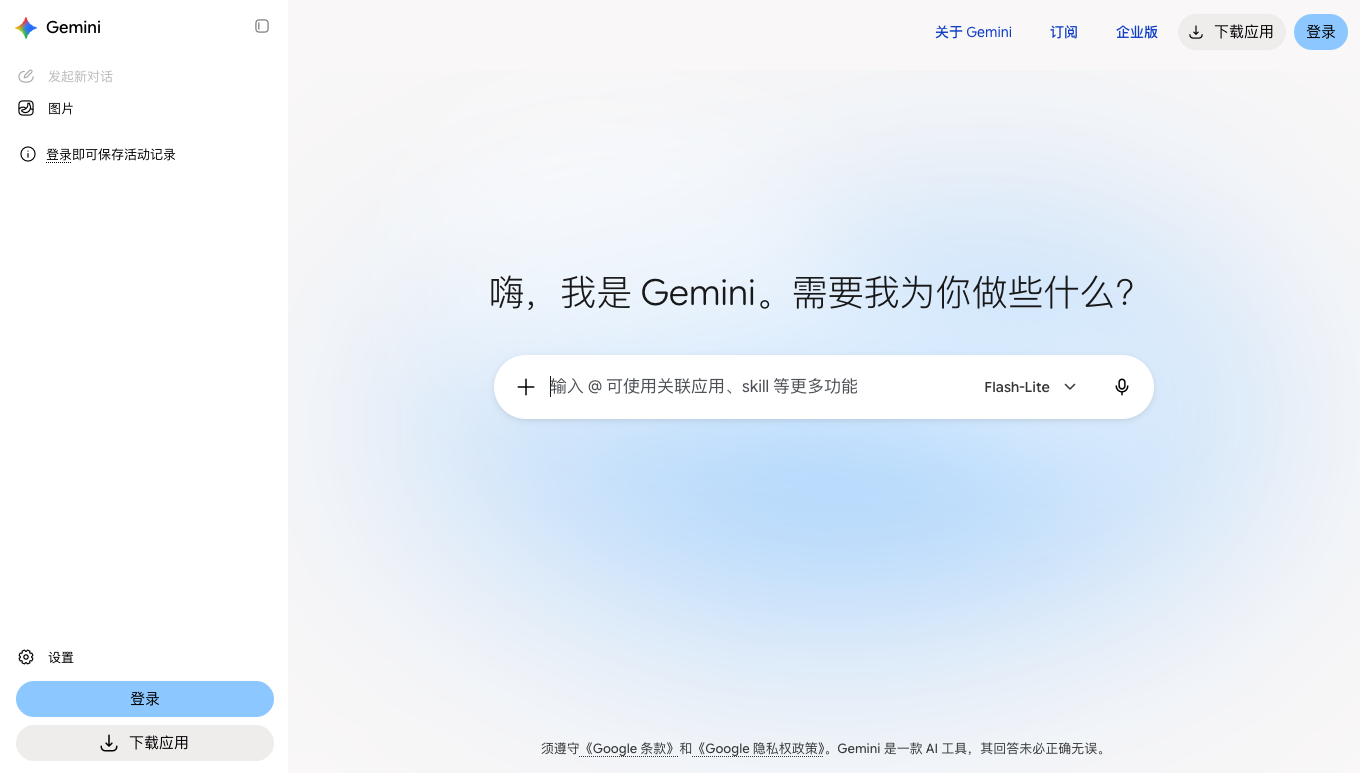 Gemini
发起新对话
图片
登录即可保存活动记录
设置
登录
下载应用
关于 Gemini
订阅
企业版
下载应用
登录
嗨，我是 Gemini。需要我为你做些什么？
输入 @ 可使用关联应用、skill 等更多功能
Flash-Lite
须遵守《Google 条款》和《Google 隐私权政策》。Gemini 是一款 AI 工具，其回答未必正确无误。